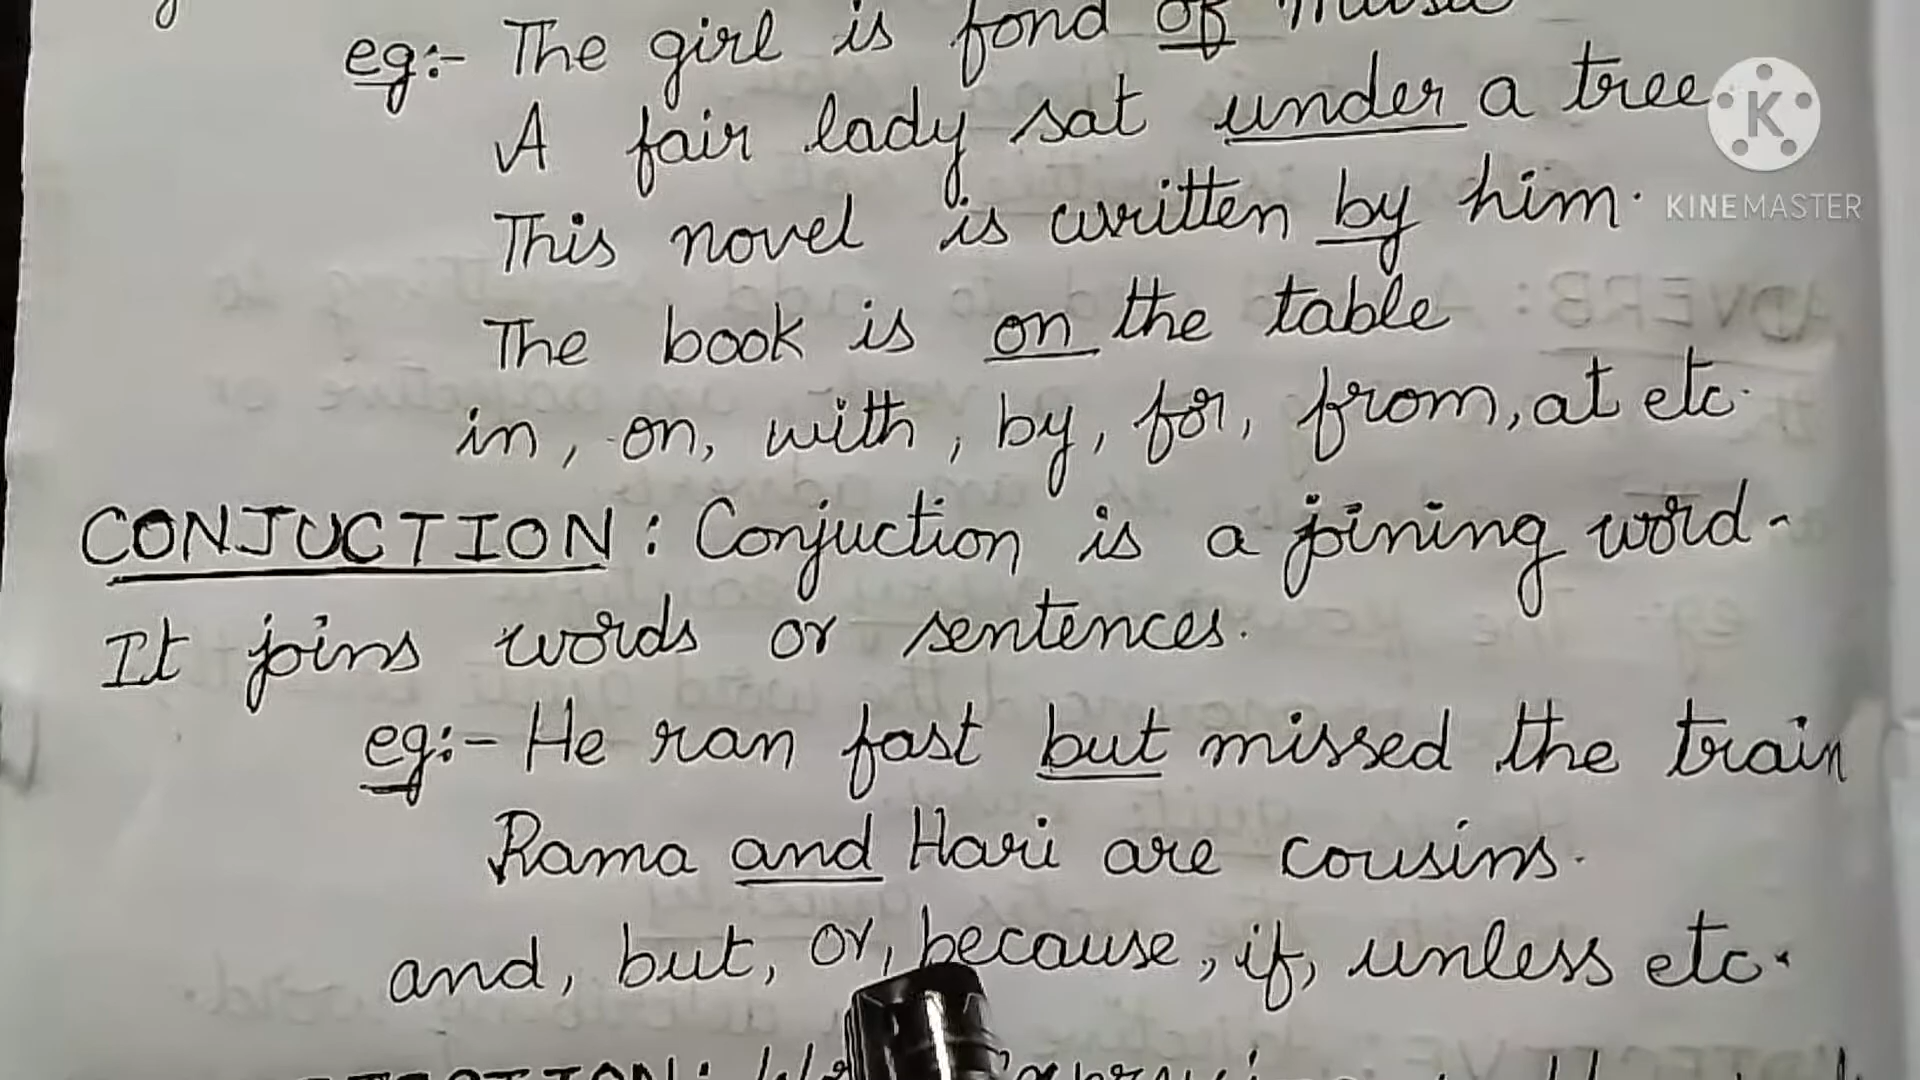 eg:- The girl is fond of music
A fair lady sat under a tree
This novel is written by him.
The book is on the table
in, on, with, by, for, from, at etc.
CONJUCTION: Conjuction is a joining word.
It joins words or sentences.
eg:- He ran fast but missed the train
Rama and Hari are cousins.
and, but, or, because, if, unless etc.
K
KINEMASTER